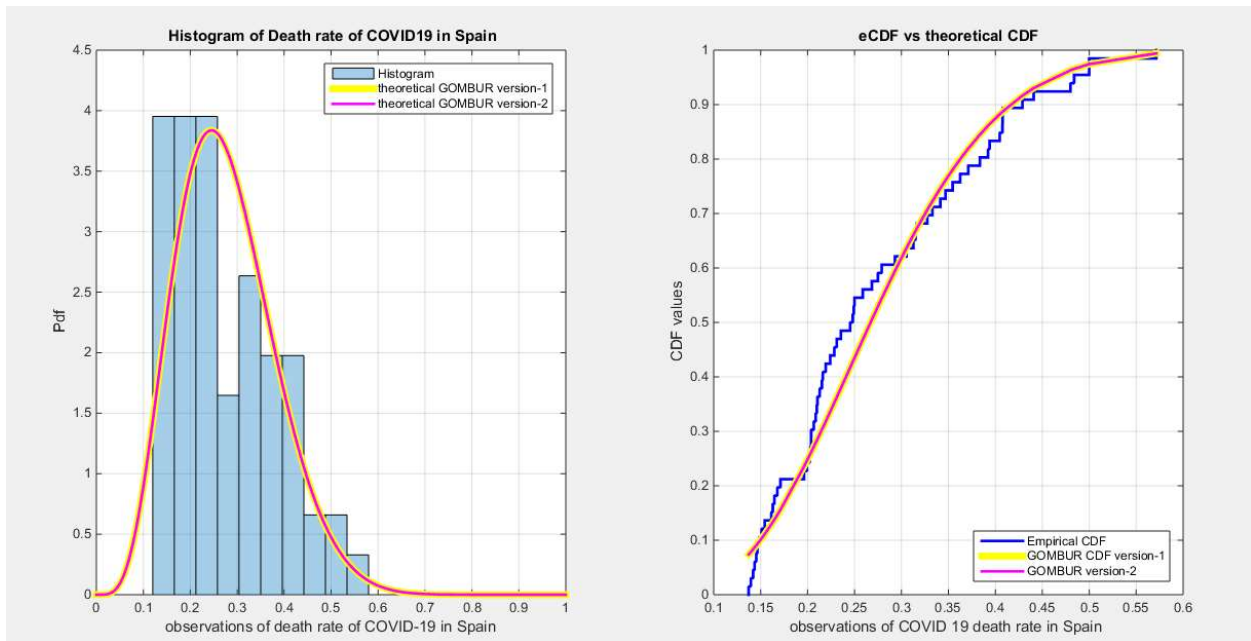 Histogram of Death rate of COVID19 in Spain
4.5
4
3.5
3
2.5
2
1.5
1
0.5
0
Pdf
Histogram
theoretical GOMBUR version-1
theoretical GOMBUR version-2
0 0.1 0.2 0.3 0.4 0.5 0.6 0.7 0.8 0.9 1
observations of death rate of COVID-19 in Spain
eCDF vs theoretical CDF
1
0.9
0.8
0.7
0.6
0.5
0.4
0.3
0.2
0.1
0
CDF values
Empirical CDF
GOMBUR CDF version-1
GOMBUR version-2
0.1 0.15 0.2 0.25 0.3 0.35 0.4 0.45 0.5 0.55 0.6
observations of COVID 19 death rate in Spain